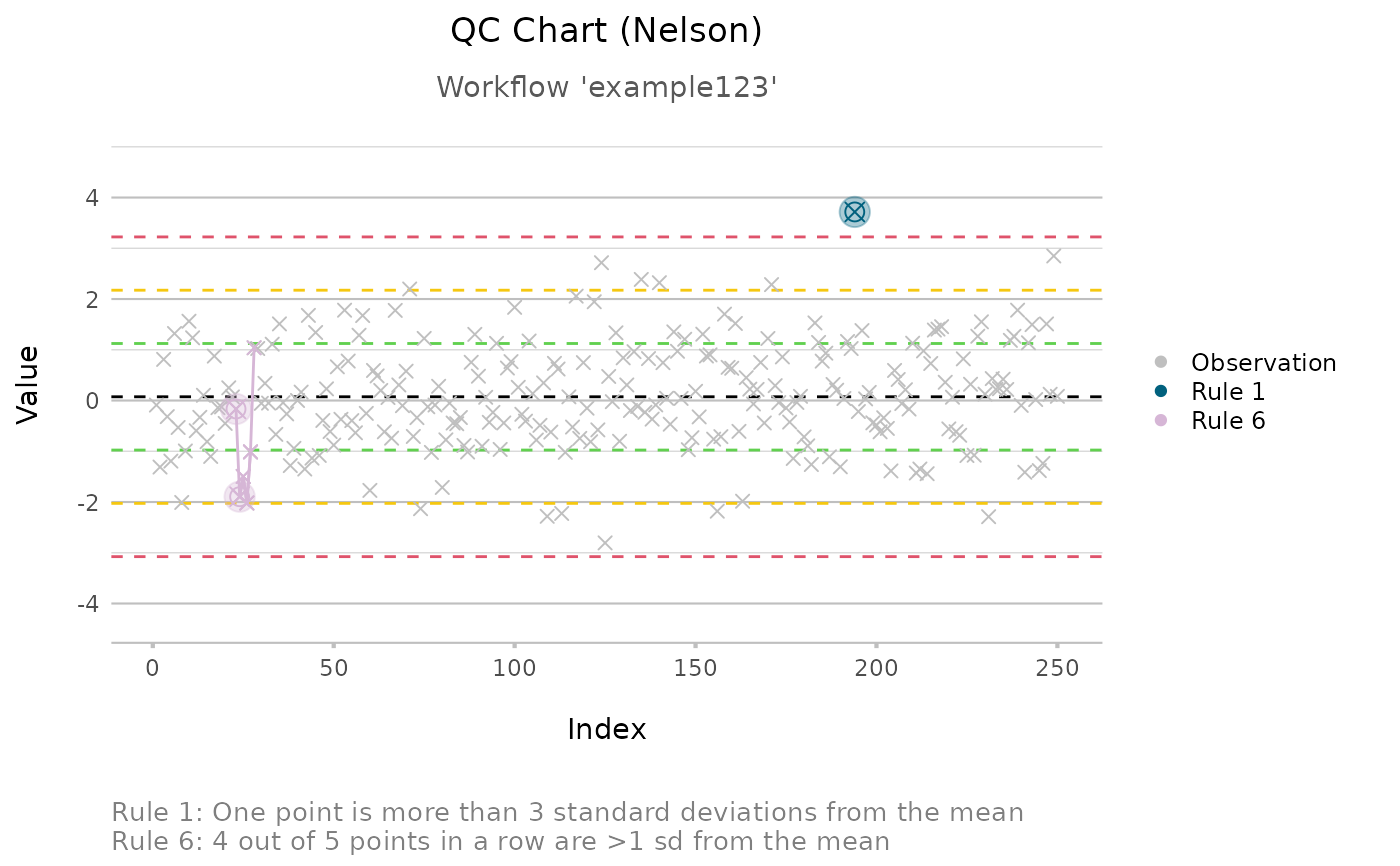 QC Chart (Nelson)
Workflow 'example123'
Value
4
2
0
-2
-4
0 50 100 150 200 250
Index
Observation
Rule 1
Rule 6
Rule 1: One point is more than 3 standard deviations from the mean
Rule 6: 4 out of 5 points in a row are >1 sd from the mean